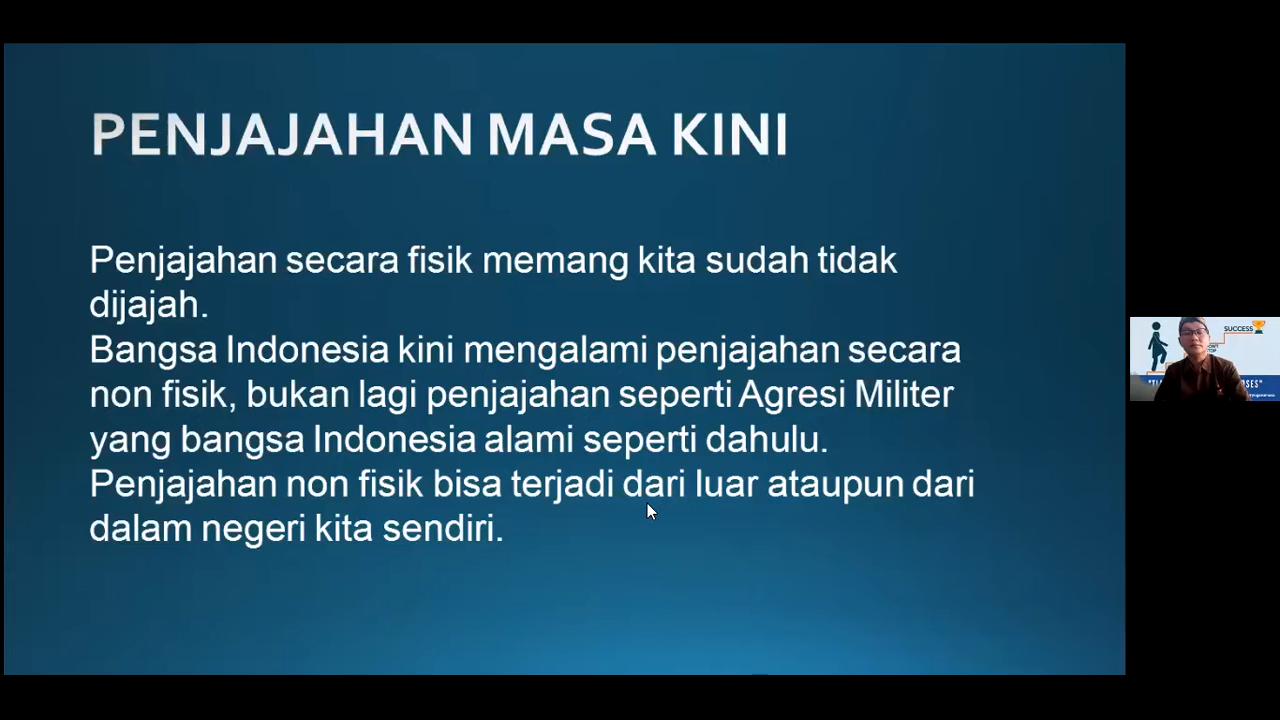 PENJAJAHAN MASA KINI
Penjajahan secara fisik memang kita sudah tidak
dijajah.
Bangsa Indonesia kini mengalami penjajahan secara
non fisik, bukan lagi penjajahan seperti Agresi Militer
yang bangsa Indonesia alami seperti dahulu.
Penjajahan non fisik bisa terjadi dari luar ataupun dari
dalam negeri kita sendiri.
SUCCESS